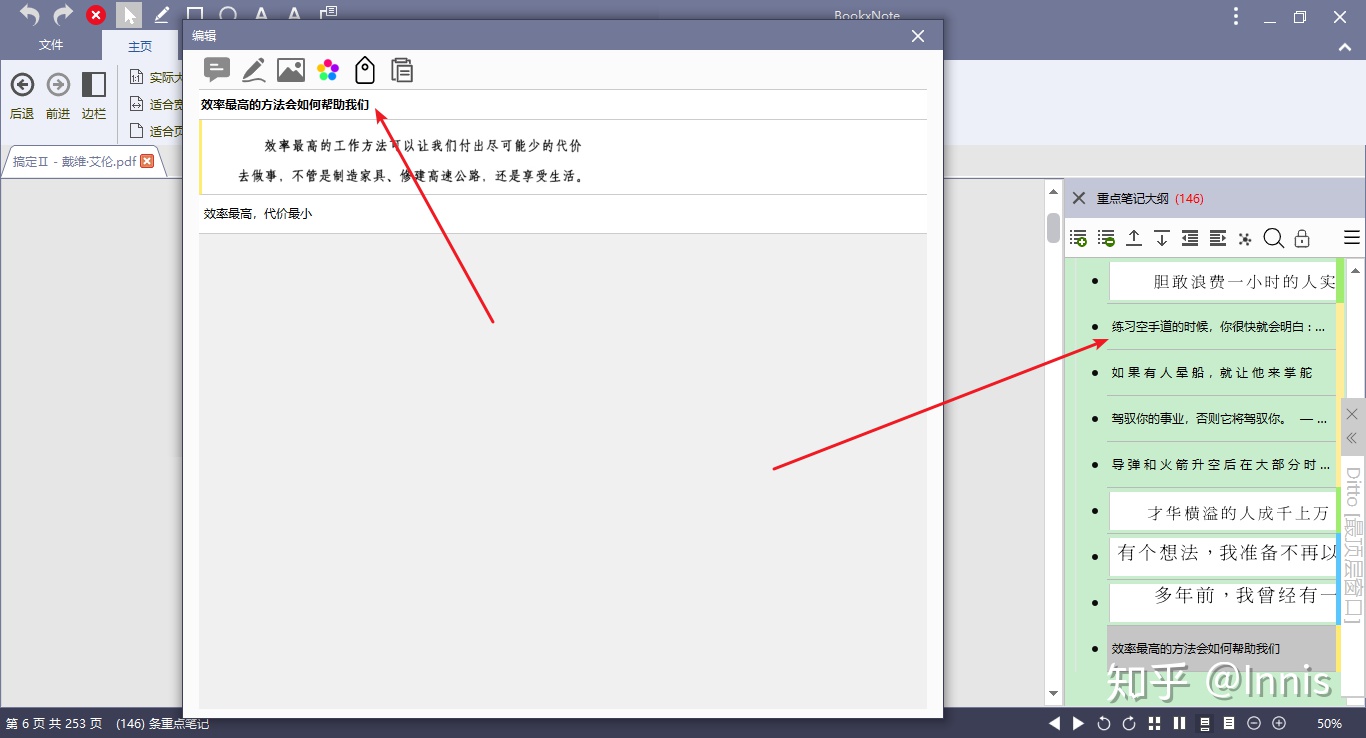 BookxNote
文件
主页
后退
前进
边栏
实际大
适合宽
适合页
搞定Ⅱ - 戴维·艾伦.pdf
编辑
效率最高的方法会如何帮助我们
效率最高的工作方法可以让我们付出尽可能少的代价
去做事，不管是制造家具、修建高速公路，还是享受生活。
效率最高，代价最小
重点笔记大纲 (146)
胆敢浪费一小时的人实
练习空手道的时候，你很快就会明白：...
如果有人晕船，就让他来掌舵
驾驭你的事业，否则它将驾驭你。 — ...
导弹和火箭升空后在大部分时...
才华横溢的人成千上万
有个想法，我准备不再以
多年前，我曾经有一
效率最高的方法会如何帮助我们
Ditto [最顶层窗口]
知乎 @Innis
第 6 页 共 253 页 (146) 条重点笔记
50%